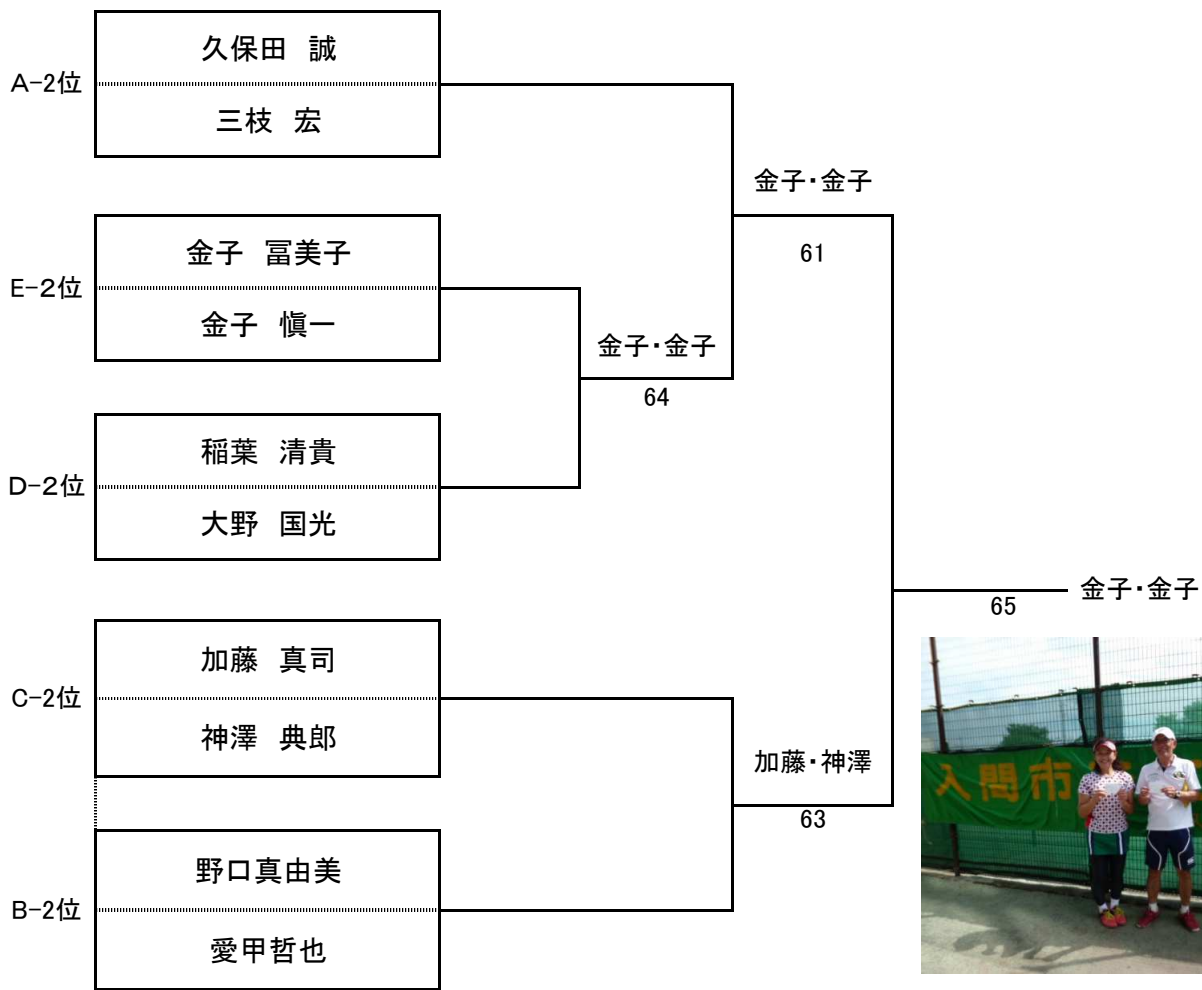 久保田　誠
A-2位
三枝　宏
金子・金子
61
金子　冨美子
E-2位
金子　愼一
金子・金子
64
稲葉　清貴
D-2位
大野　国光
65
金子・金子
加藤　真司
C-2位
神澤　典郎
加藤・神澤
63
野口真由美
B-2位
愛甲哲也
入間市